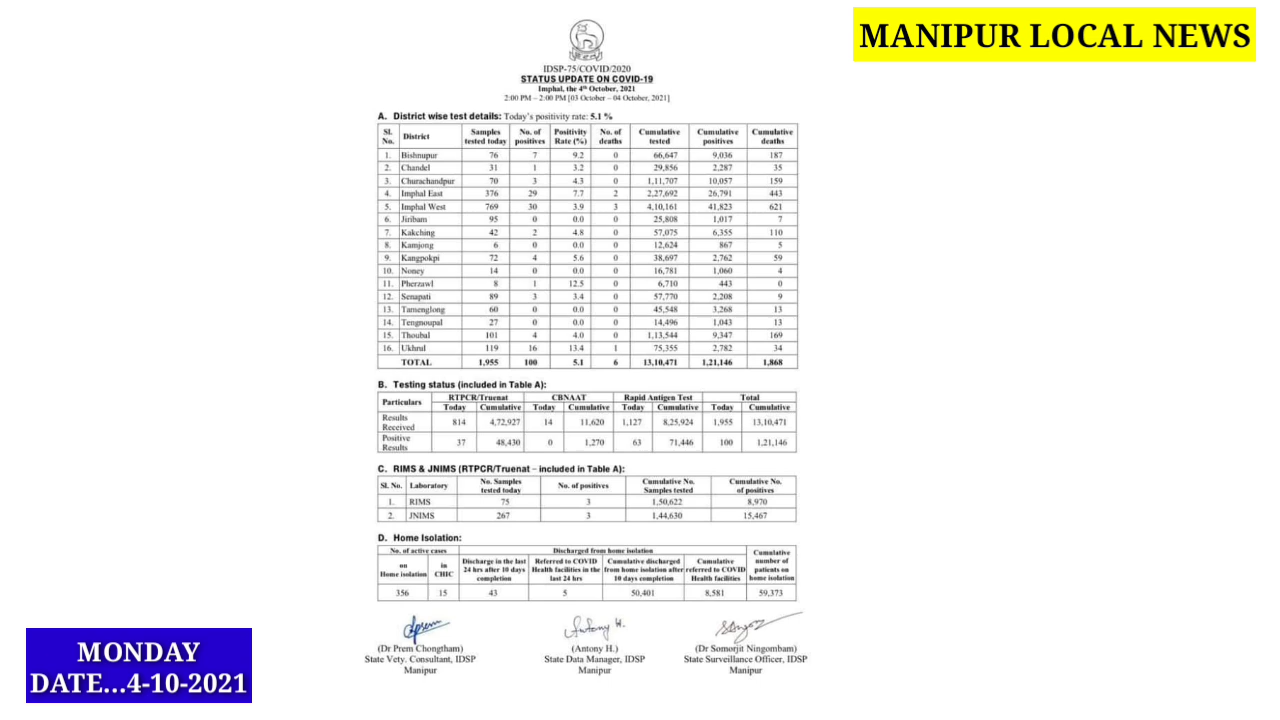 MANIPUR LOCAL NEWS
IDSP-75/COVID/2020
STATUS UPDATE ON COVID-19
Imphal, the 4th October, 2021
2:00 PM – 2:00 PM [03 October – 04 October, 2021]
A. District wise test details: Today's positivity rate: 5.1 %
Sl. No. District Samples tested today No. of positives Positivity Rate (%) No. of deaths Cumulative tested Cumulative positives Cumulative deaths
1. Bishnupur 76 7 9.2 0 66,647 9,036 187
2. Chandel 31 1 3.2 0 29,856 2,287 35
3. Churachandpur 70 3 4.3 0 1,11,707 10,057 159
4. Imphal East 376 29 7.7 2 2,27,692 26,791 443
5. Imphal West 769 30 3.9 3 4,10,161 41,823 621
6. Jiribam 95 0 0.0 0 25,808 1,017 7
7. Kakching 42 2 4.8 0 57,075 6,355 110
8. Kamjong 6 0 0.0 0 12,624 867 5
9. Kangpokpi 72 4 5.6 0 38,697 2,762 59
10. Noney 14 0 0.0 0 16,781 1,060 4
11. Pherzawl 8 1 12.5 0 6,710 443 0
12. Senapati 89 3 3.4 0 57,770 2,208 9
13. Tamenglong 60 0 0.0 0 45,548 3,268 13
14. Tengnoupal 27 0 0.0 0 14,496 1,043 13
15. Thoubal 101 4 4.0 0 1,13,544 9,347 169
16. Ukhrul 119 16 13.4 1 75,355 2,782 34
TOTAL 1,955 100 5.1 6 13,10,471 1,21,146 1,868
B. Testing status (included in Table A):
Particulars RTPCR/Truenat CBNAAT Rapid Antigen Test Total
Today Cumulative Today Cumulative Today Cumulative Today Cumulative
Results Received 814 4,72,927 14 11,620 1,127 8,25,924 1,955 13,10,471
Positive Results 37 48,430 0 1,270 63 71,446 100 1,21,146
C. RIMS & JNIMS (RTPCR/Truenat – included in Table A):
Sl. No. Laboratory No. Samples tested today No. of positives Cumulative No. Samples tested Cumulative No. of positives
1. RIMS 75 3 1,50,622 8,970
2. JNIMS 267 3 1,44,630 15,467
D. Home Isolation:
No. of active cases Discharged from home isolation Cumulative number of patients on home isolation
on Home isolation in CHIC Discharge in the last 24 hrs after 10 days completion Referred to COVID Health facilities in the last 24 hrs Cumulative discharged from home isolation after 10 days completion Cumulative referred to COVID Health facilities
356 15 43 5 50,401 8,581 59,373
(Dr Prem Chongtham) (Antony H.) (Dr Somorjit Ningombam)
State Vety. Consultant, IDSP State Data Manager, IDSP State Surveillance Officer, IDSP
Manipur Manipur Manipur
MONDAY
DATE...4-10-2021